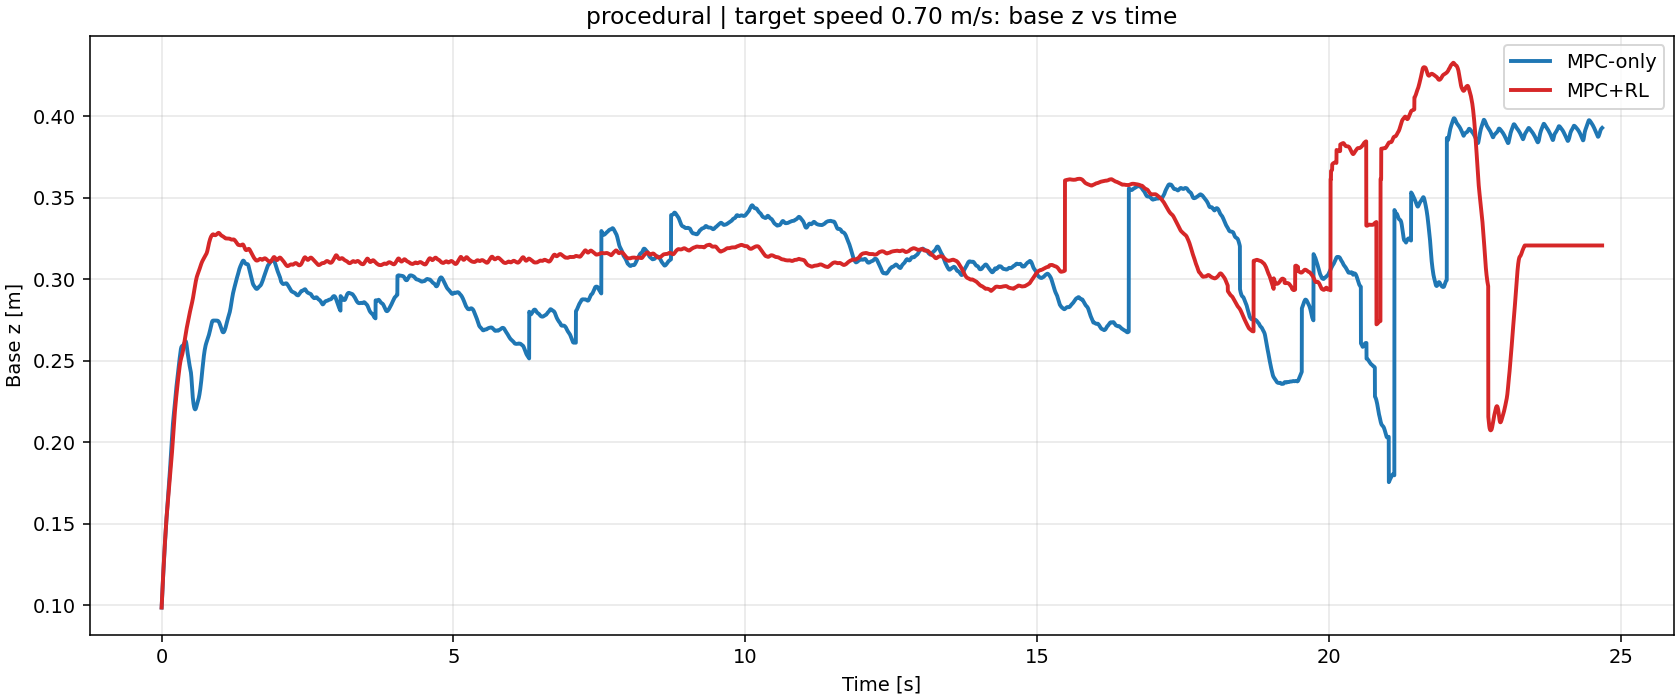 procedural | target speed 0.70 m/s: base z vs time
MPC-only
MPC+RL
Base z [m]
0.40
0.35
0.30
0.25
0.20
0.15
0.10
0
5
10
15
20
25
Time [s]